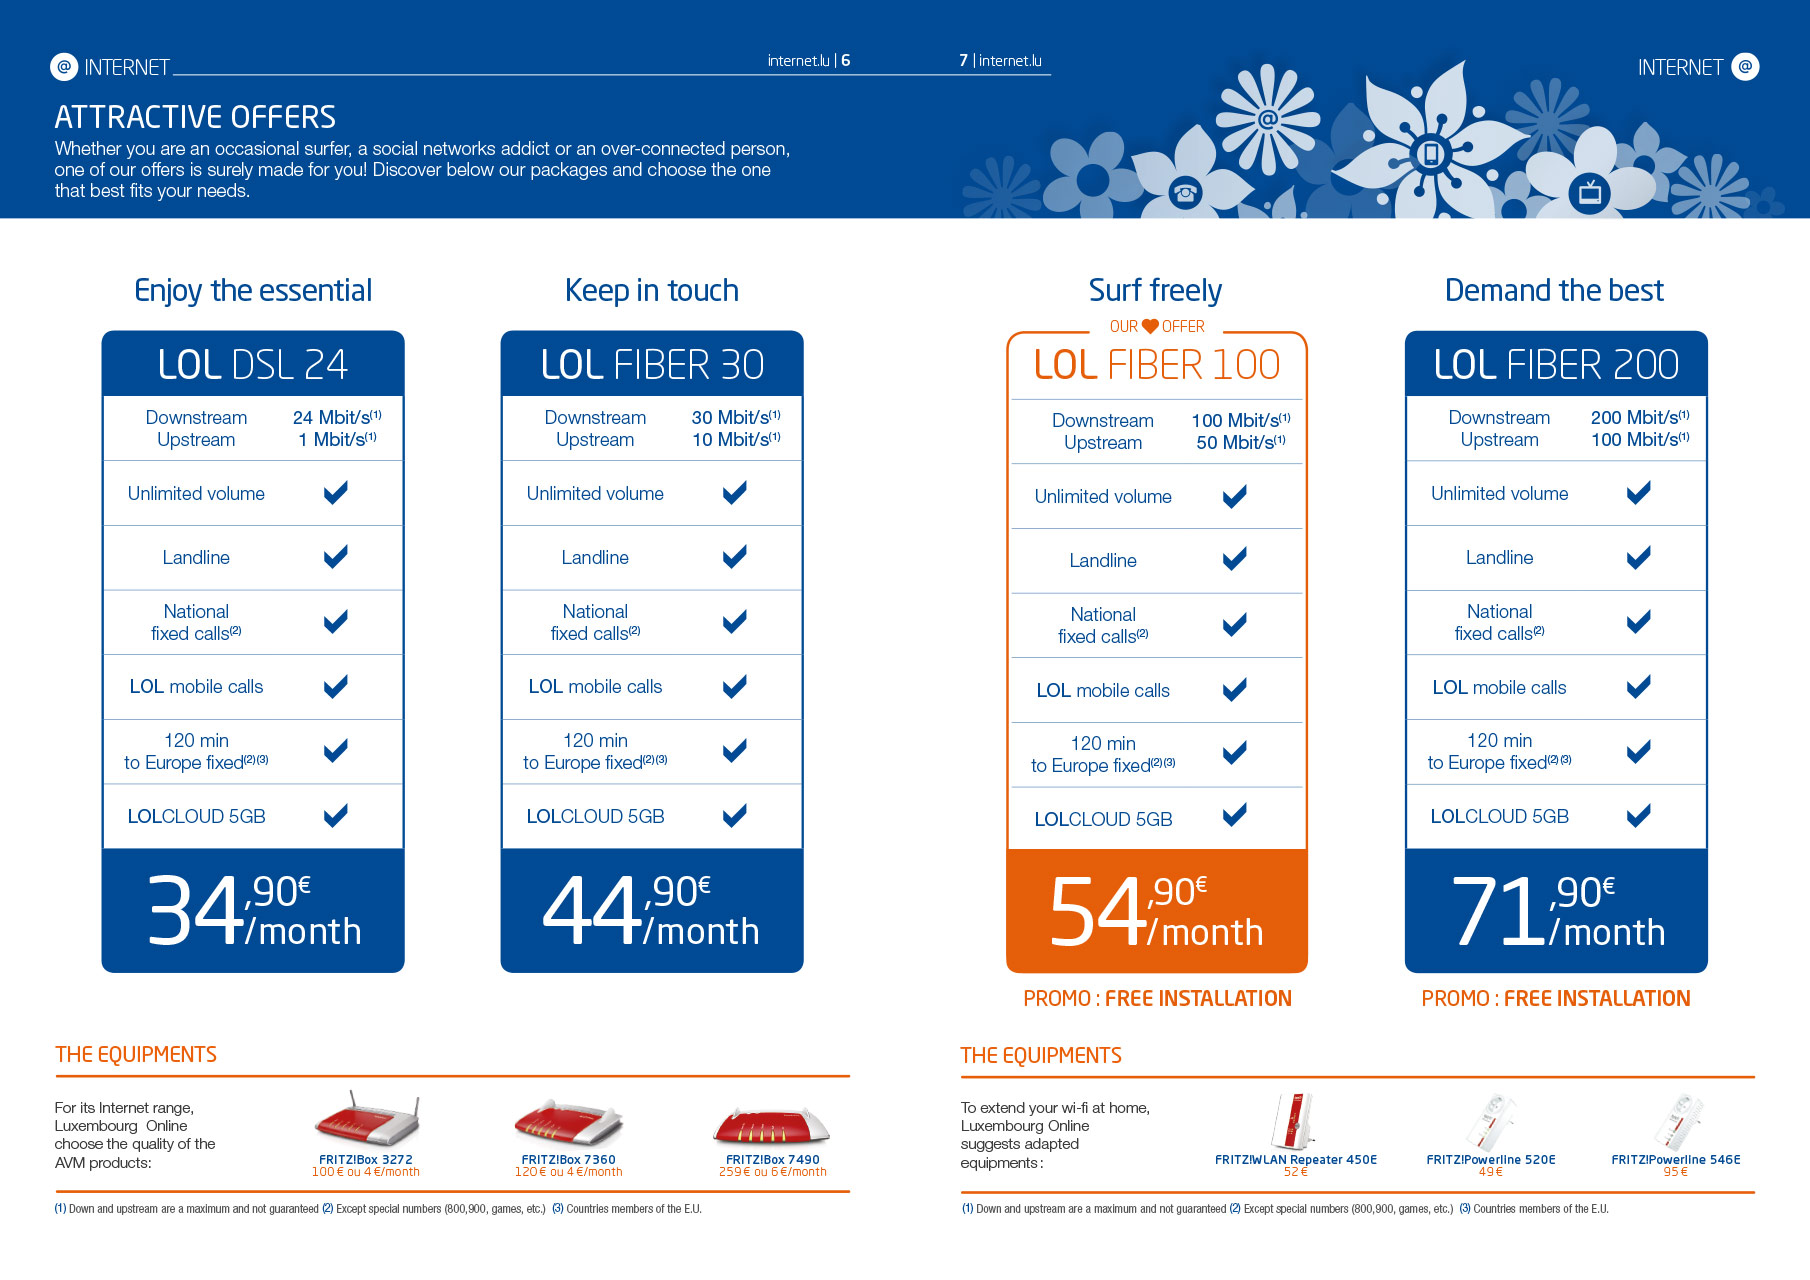 @ INTERNET
internet.lu | 6
7 | internet.lu
INTERNET @
ATTRACTIVE OFFERS
Whether you are an occasional surfer, a social networks addict or an over-connected person,
one of our offers is surely made for you! Discover below our packages and choose the one
that best fits your needs.
@
Enjoy the essential
LOL DSL 24
Downstream 24 Mbit/s(1)
Upstream 1 Mbit/s(1)
Unlimited volume
Landline
National
fixed calls(2)
LOL mobile calls
120 min
to Europe fixed(2)(3)
LOLCLOUD 5GB
34,90€
/month
Keep in touch
LOL FIBER 30
Downstream 30 Mbit/s(1)
Upstream 10 Mbit/s(1)
Unlimited volume
Landline
National
fixed calls(2)
LOL mobile calls
120 min
to Europe fixed(2)(3)
LOLCLOUD 5GB
44,90€
/month
Surf freely
OUR OFFER
LOL FIBER 100
Downstream 100 Mbit/s(1)
Upstream 50 Mbit/s(1)
Unlimited volume
Landline
National
fixed calls(2)
LOL mobile calls
120 min
to Europe fixed(2)(3)
LOLCLOUD 5GB
54,90€
/month
PROMO : FREE INSTALLATION
Demand the best
LOL FIBER 200
Downstream 200 Mbit/s(1)
Upstream 100 Mbit/s(1)
Unlimited volume
Landline
National
fixed calls(2)
LOL mobile calls
120 min
to Europe fixed(2)(3)
LOLCLOUD 5GB
71,90€
/month
PROMO : FREE INSTALLATION
THE EQUIPMENTS
For its Internet range,
Luxembourg Online
choose the quality of the
AVM products:
FRITZ!Box 3272
100 € ou 4 €/month
FRITZ!Box 7360
120 € ou 4 €/month
FRITZ!Box 7490
259 € ou 6 €/month
(1) Down and upstream are a maximum and not guaranteed (2) Except special numbers (800,900, games, etc.) (3) Countries members of the E.U.
THE EQUIPMENTS
To extend your wi-fi at home,
Luxembourg Online
suggests adapted
equipments :
FRITZ!WLAN Repeater 450E
52 €
FRITZ!Powerline 520E
49 €
FRITZ!Powerline 546E
95 €
(1) Down and upstream are a maximum and not guaranteed (2) Except special numbers (800,900, games, etc.) (3) Countries members of the E.U.